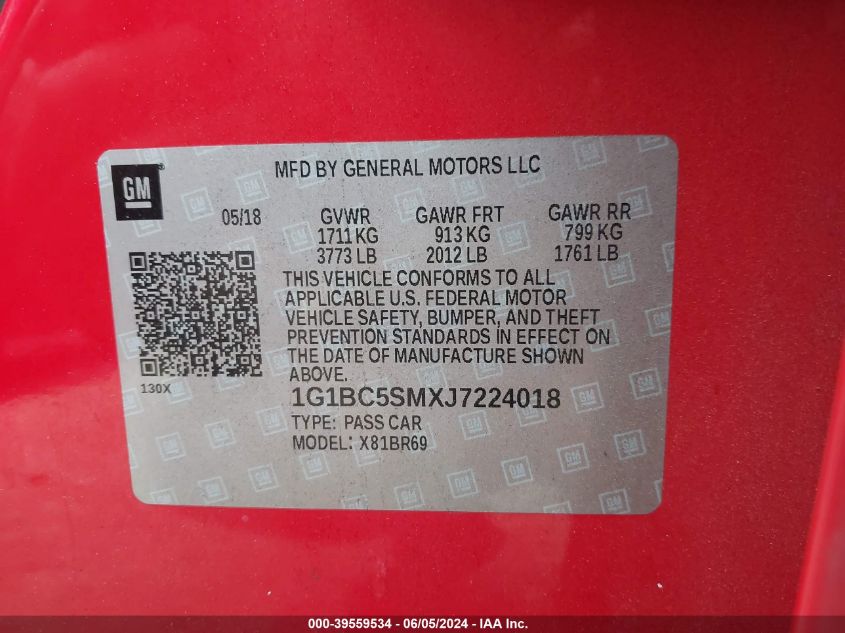 GM
MFD BY GENERAL MOTORS LLC
05/18 GVWR GAWR FRT GAWR RR
1711 KG 913 KG 799 KG
3773 LB 2012 LB 1761 LB
THIS VEHICLE CONFORMS TO ALL
APPLICABLE U.S. FEDERAL MOTOR
VEHICLE SAFETY, BUMPER, AND THEFT
PREVENTION STANDARDS IN EFFECT ON
THE DATE OF MANUFACTURE SHOWN
ABOVE.
130X
1G1BC5SMXJ7224018
TYPE: PASS CAR
MODEL: X81BR69
000-39559534 - 06/05/2024 - IAA Inc.